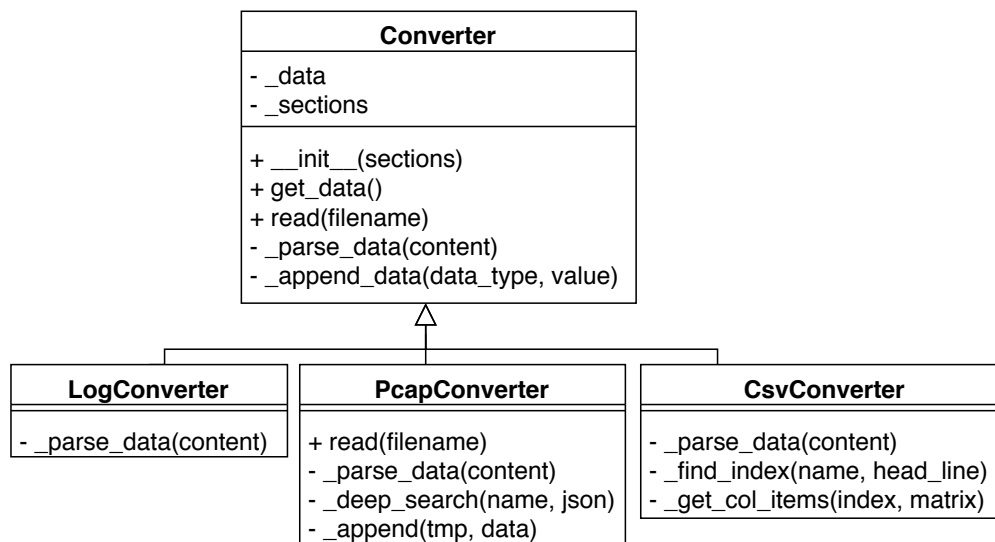 Converter
- _data
- _sections
+ __init__(sections)
+ get_data()
+ read(filename)
- _parse_data(content)
- _append_data(data_type, value)
LogConverter
- _parse_data(content)
PcapConverter
+ read(filename)
- _parse_data(content)
- _deep_search(name, json)
- _append(tmp, data)
CsvConverter
- _parse_data(content)
- _find_index(name, head_line)
- _get_col_items(index, matrix)